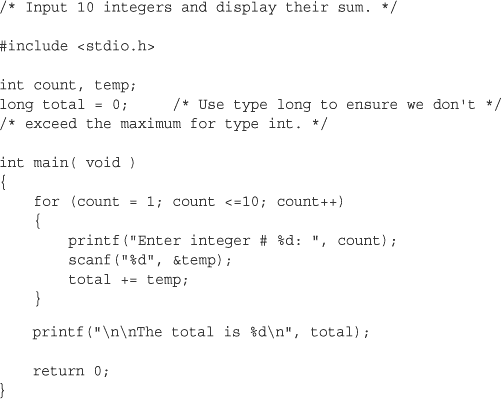 /* Input 10 integers and display their sum. */
#include <stdio.h>
int count, temp;
long total = 0;     /* Use type long to ensure we don't */
/* exceed the maximum for type int. */
int main( void )
{
    for (count = 1; count <=10; count++)
    {
        printf("Enter integer # %d: ", count);
        scanf("%d", &temp);
        total += temp;
    }
    printf("\n\nThe total is %d\n", total);
    return 0;
}